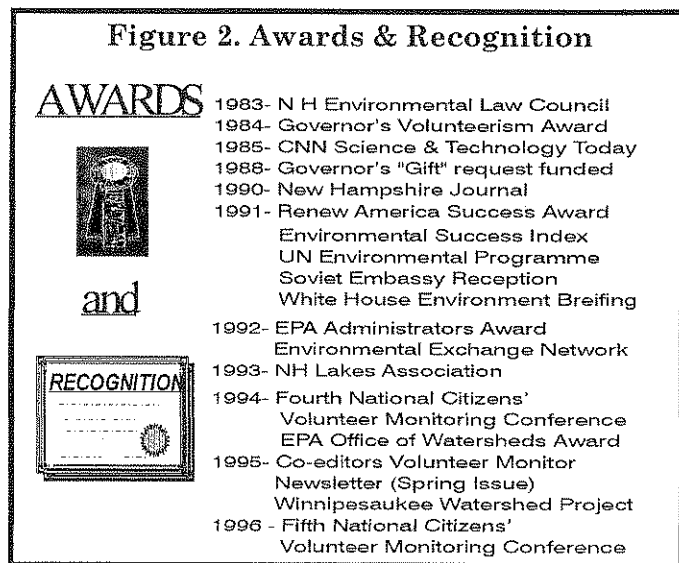 Figure 2. Awards & Recognition
AWARDS
and
RECOGNITION
1983- N H Environmental Law Council
1984- Governor's Volunteerism Award
1985- CNN Science & Technology Today
1988- Governor's "Gift" request funded
1990- New Hampshire Journal
1991- Renew America Success Award
Environmental Success Index
UN Environmental Programme
Soviet Embassy Reception
White House Environment Breifing
1992- EPA Administrators Award
Environmental Exchange Network
1993- NH Lakes Association
1994- Fourth National Citizens'
Volunteer Monitoring Conference
EPA Office of Watersheds Award
1995- Co-editors Volunteer Monitor
Newsletter (Spring Issue)
Winnipesaukee Watershed Project
1996 - Fifth National Citizens'
Volunteer Monitoring Conference